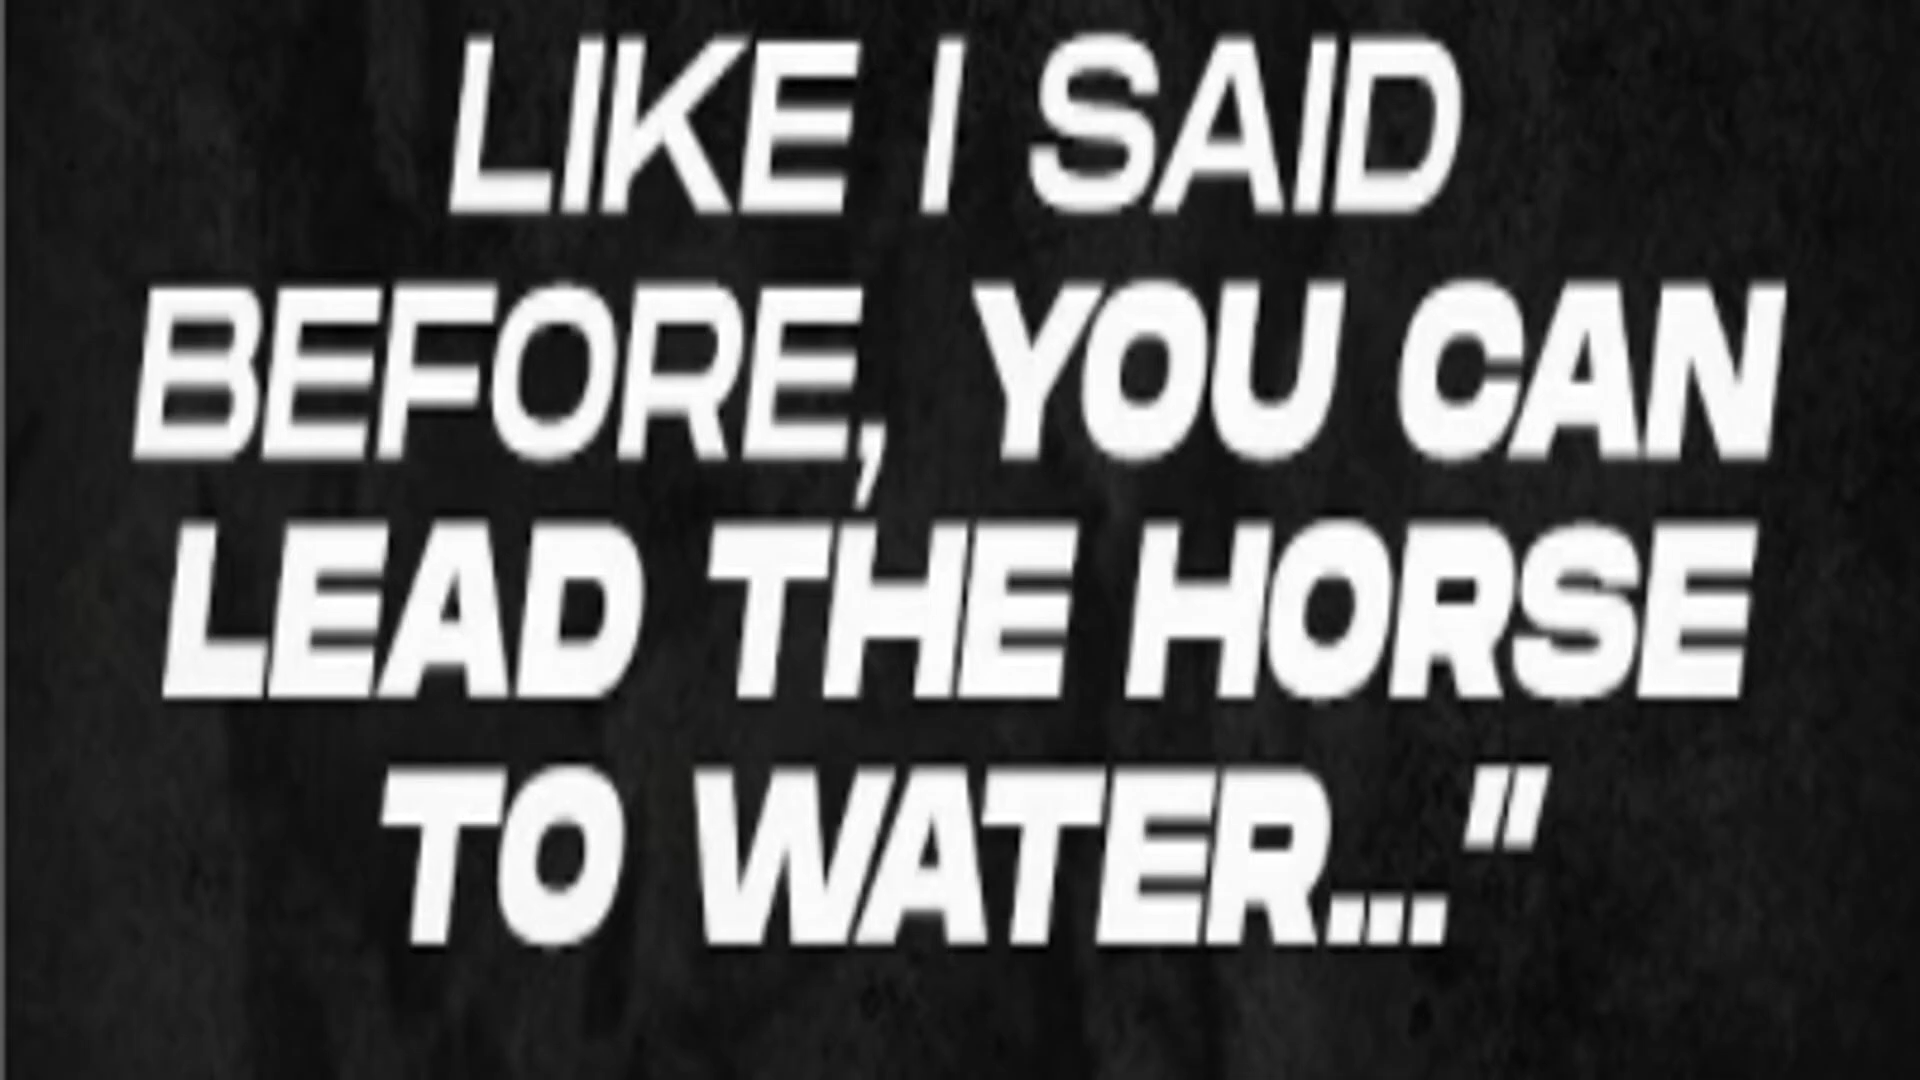 LIKE I SAID
BEFORE, YOU CAN
LEAD THE HORSE
TO WATER..."